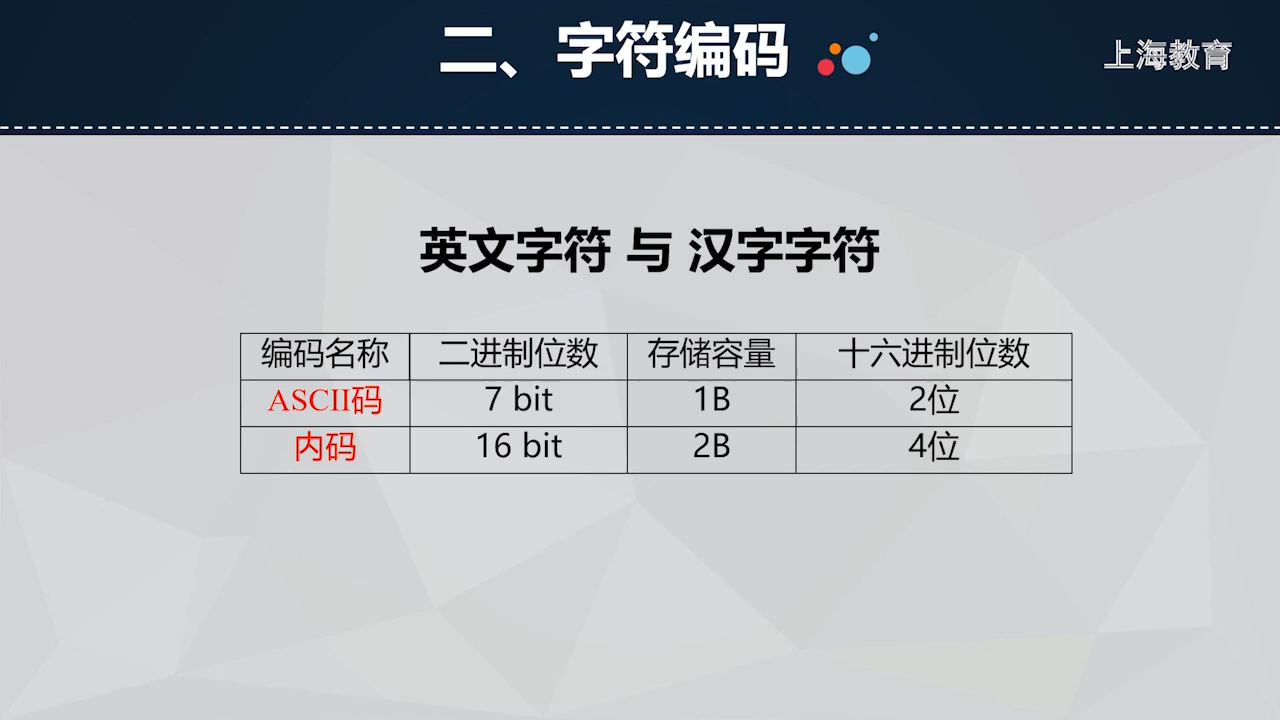 二、字符编码
上海教育
英文字符 与 汉字字符
编码名称 二进制位数 存储容量 十六进制位数
ASCII码 7 bit 1B 2位
内码 16 bit 2B 4位